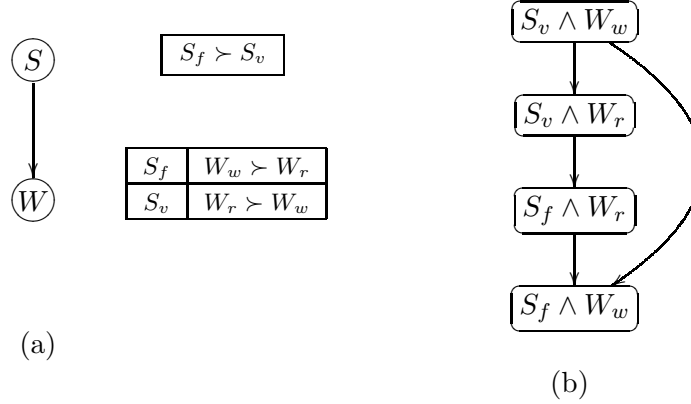 S
S_f ≻ S_v
W
S_f W_w ≻ W_r
S_v W_r ≻ W_w
(a)
S_v ∧ W_w
S_v ∧ W_r
S_f ∧ W_r
S_f ∧ W_w
(b)